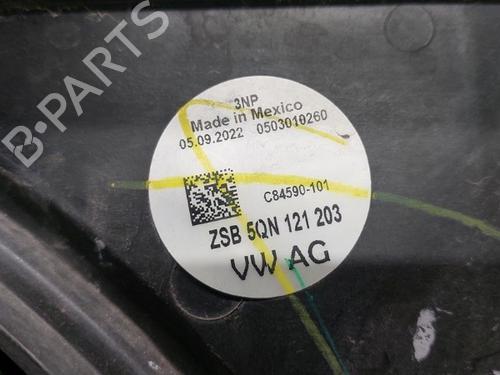 B-PARTS
3NP
Made in Mexico
05.09.2022 0503010260
C84590-101
ZSB 5QN 121 203
VW AG